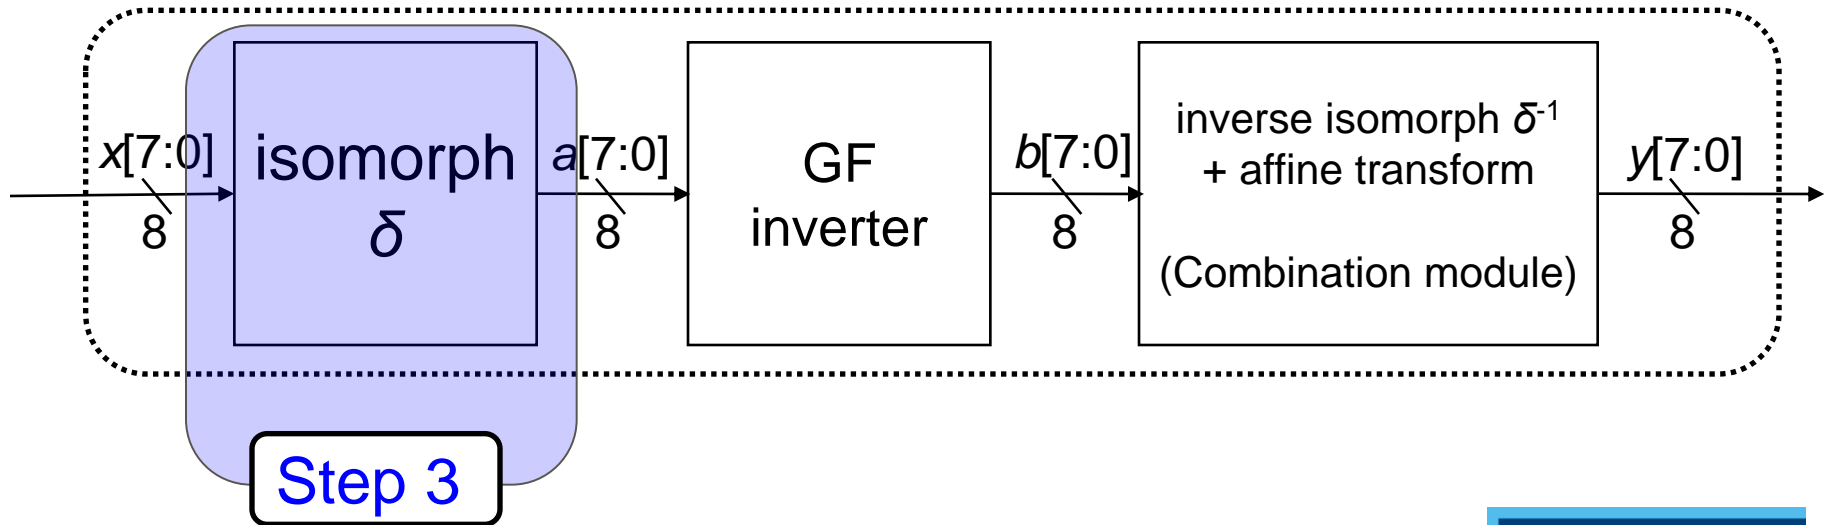 x[7:0]
8
isomorph
δ
a[7:0]
8
GF
inverter
b[7:0]
8
inverse isomorph δ⁻¹
+ affine transform
(Combination module)
y[7:0]
8
Step 3